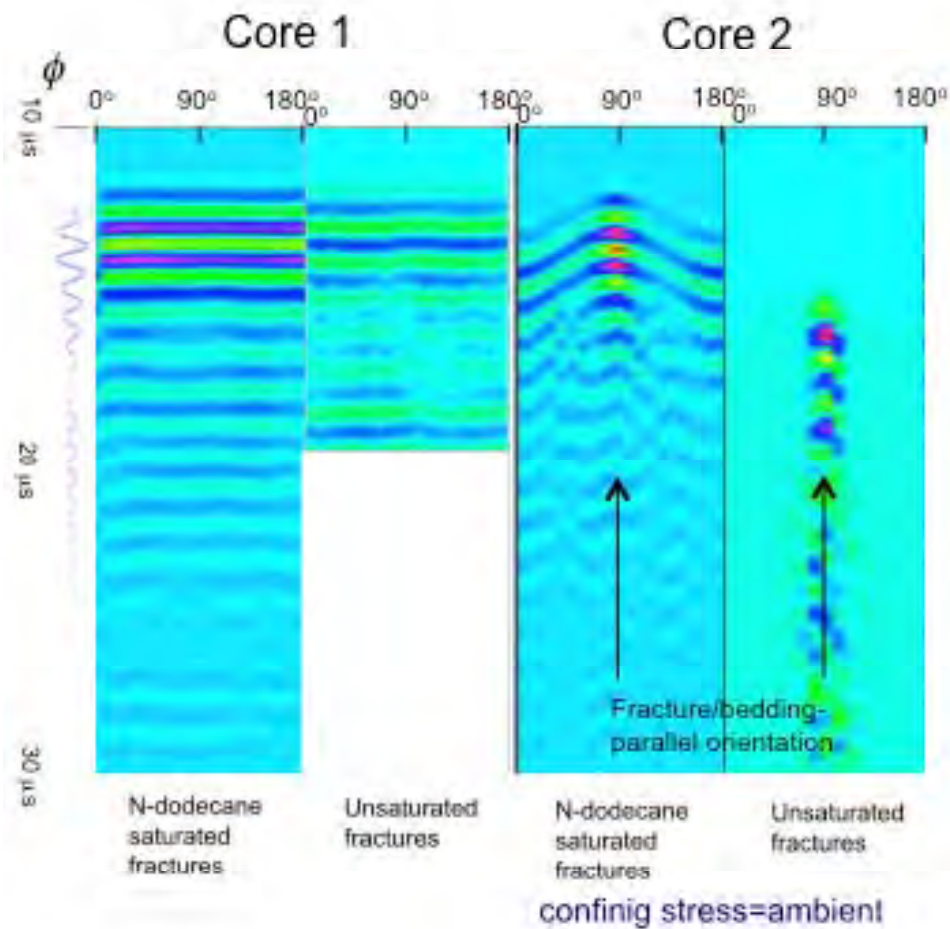 Core 1 Core 2
ϕ
0° 90° 180° 0° 90° 180° 0° 90° 180° 0° 90° 180°
10 μs
20 μs
30 μs
Fracture/bedding-
parallel orientation
N-dodecane
saturated
fractures
Unsaturated
fractures
N-dodecane
saturated
fractures
Unsaturated
fractures
confinig stress=ambient